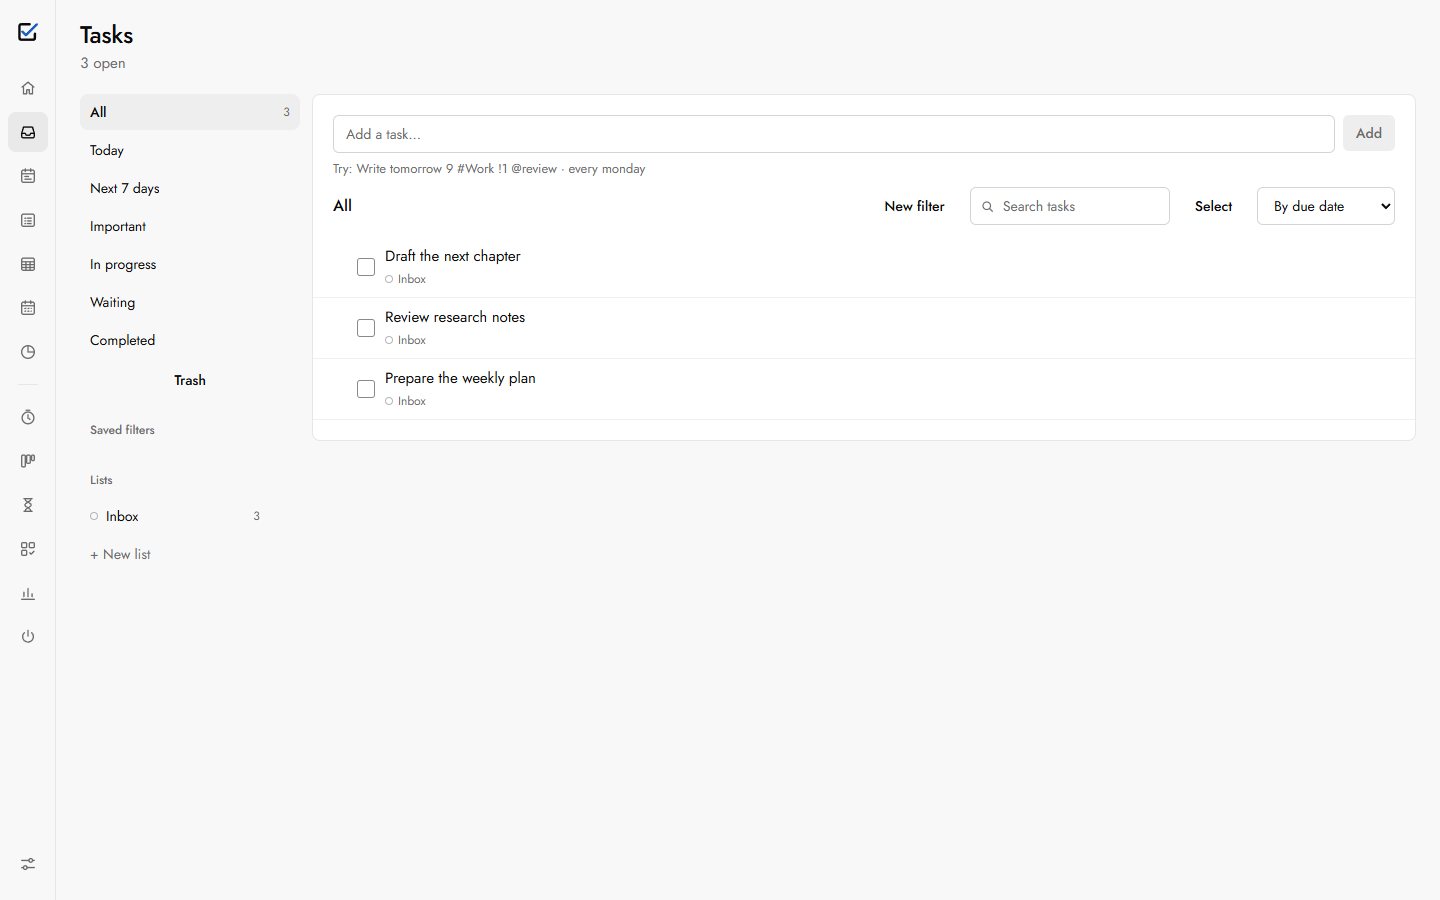 Tasks
3 open
All 3
Today
Next 7 days
Important
In progress
Waiting
Completed
Trash
Saved filters
Lists
Inbox 3
+ New list
Add a task...
Add
Try: Write tomorrow 9 #Work !1 @review · every monday
All
New filter
Search tasks
Select
By due date
Draft the next chapter
Inbox
Review research notes
Inbox
Prepare the weekly plan
Inbox